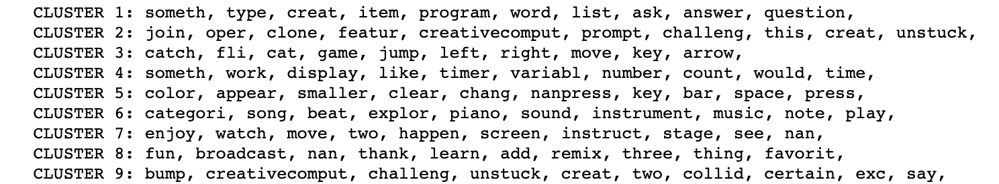 CLUSTER 1: someth, type, creat, item, program, word, list, ask, answer, question,
CLUSTER 2: join, oper, clone, featur, creativecomput, prompt, challeng, this, creat, unstuck,
CLUSTER 3: catch, fli, cat, game, jump, left, right, move, key, arrow,
CLUSTER 4: someth, work, display, like, timer, variabl, number, count, would, time,
CLUSTER 5: color, appear, smaller, clear, chang, nanpress, key, bar, space, press,
CLUSTER 6: categori, song, beat, explor, piano, sound, instrument, music, note, play,
CLUSTER 7: enjoy, watch, move, two, happen, screen, instruct, stage, see, nan,
CLUSTER 8: fun, broadcast, nan, thank, learn, add, remix, three, thing, favorit,
CLUSTER 9: bump, creativecomput, challeng, unstuck, creat, two, collid, certain, exc, say,